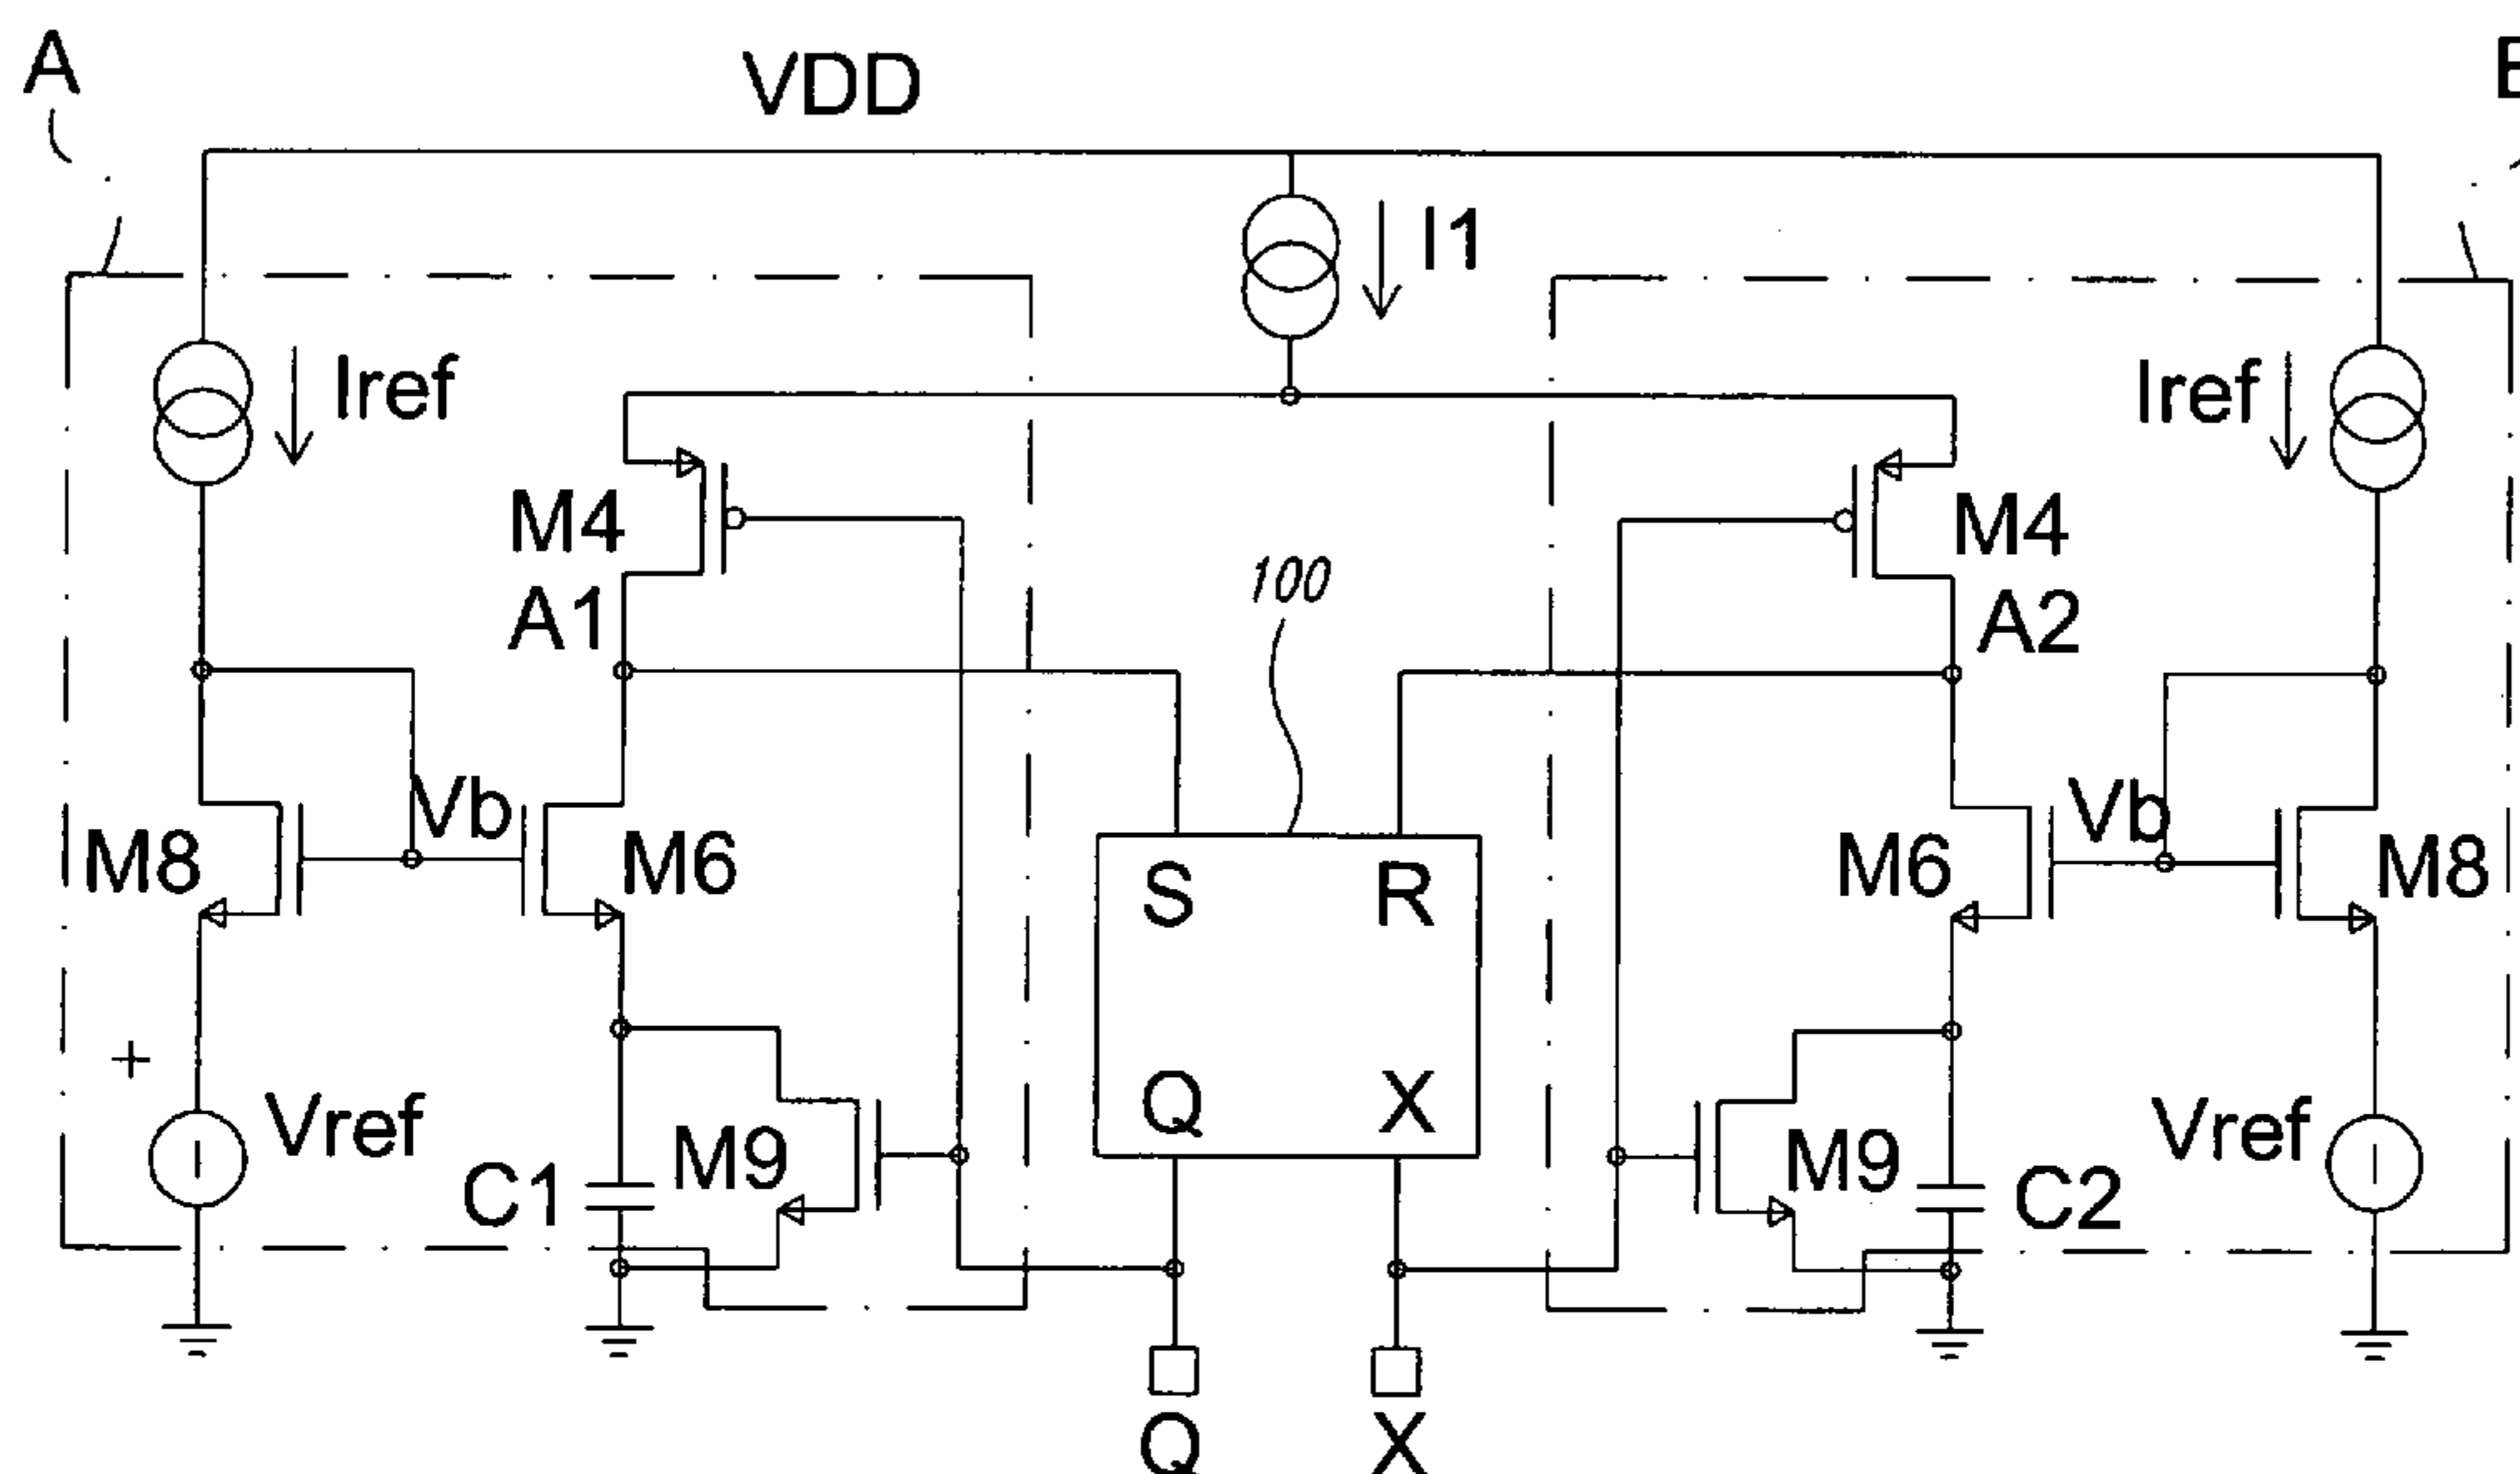 A
VDD
I1
Iref
Iref
M4
M4
A1
A2
100
Vb
Vb
M8
M6
M6
M8
S
R
+
Vref
C1
M9
Q
X
M9
C2
Vref
Q
X